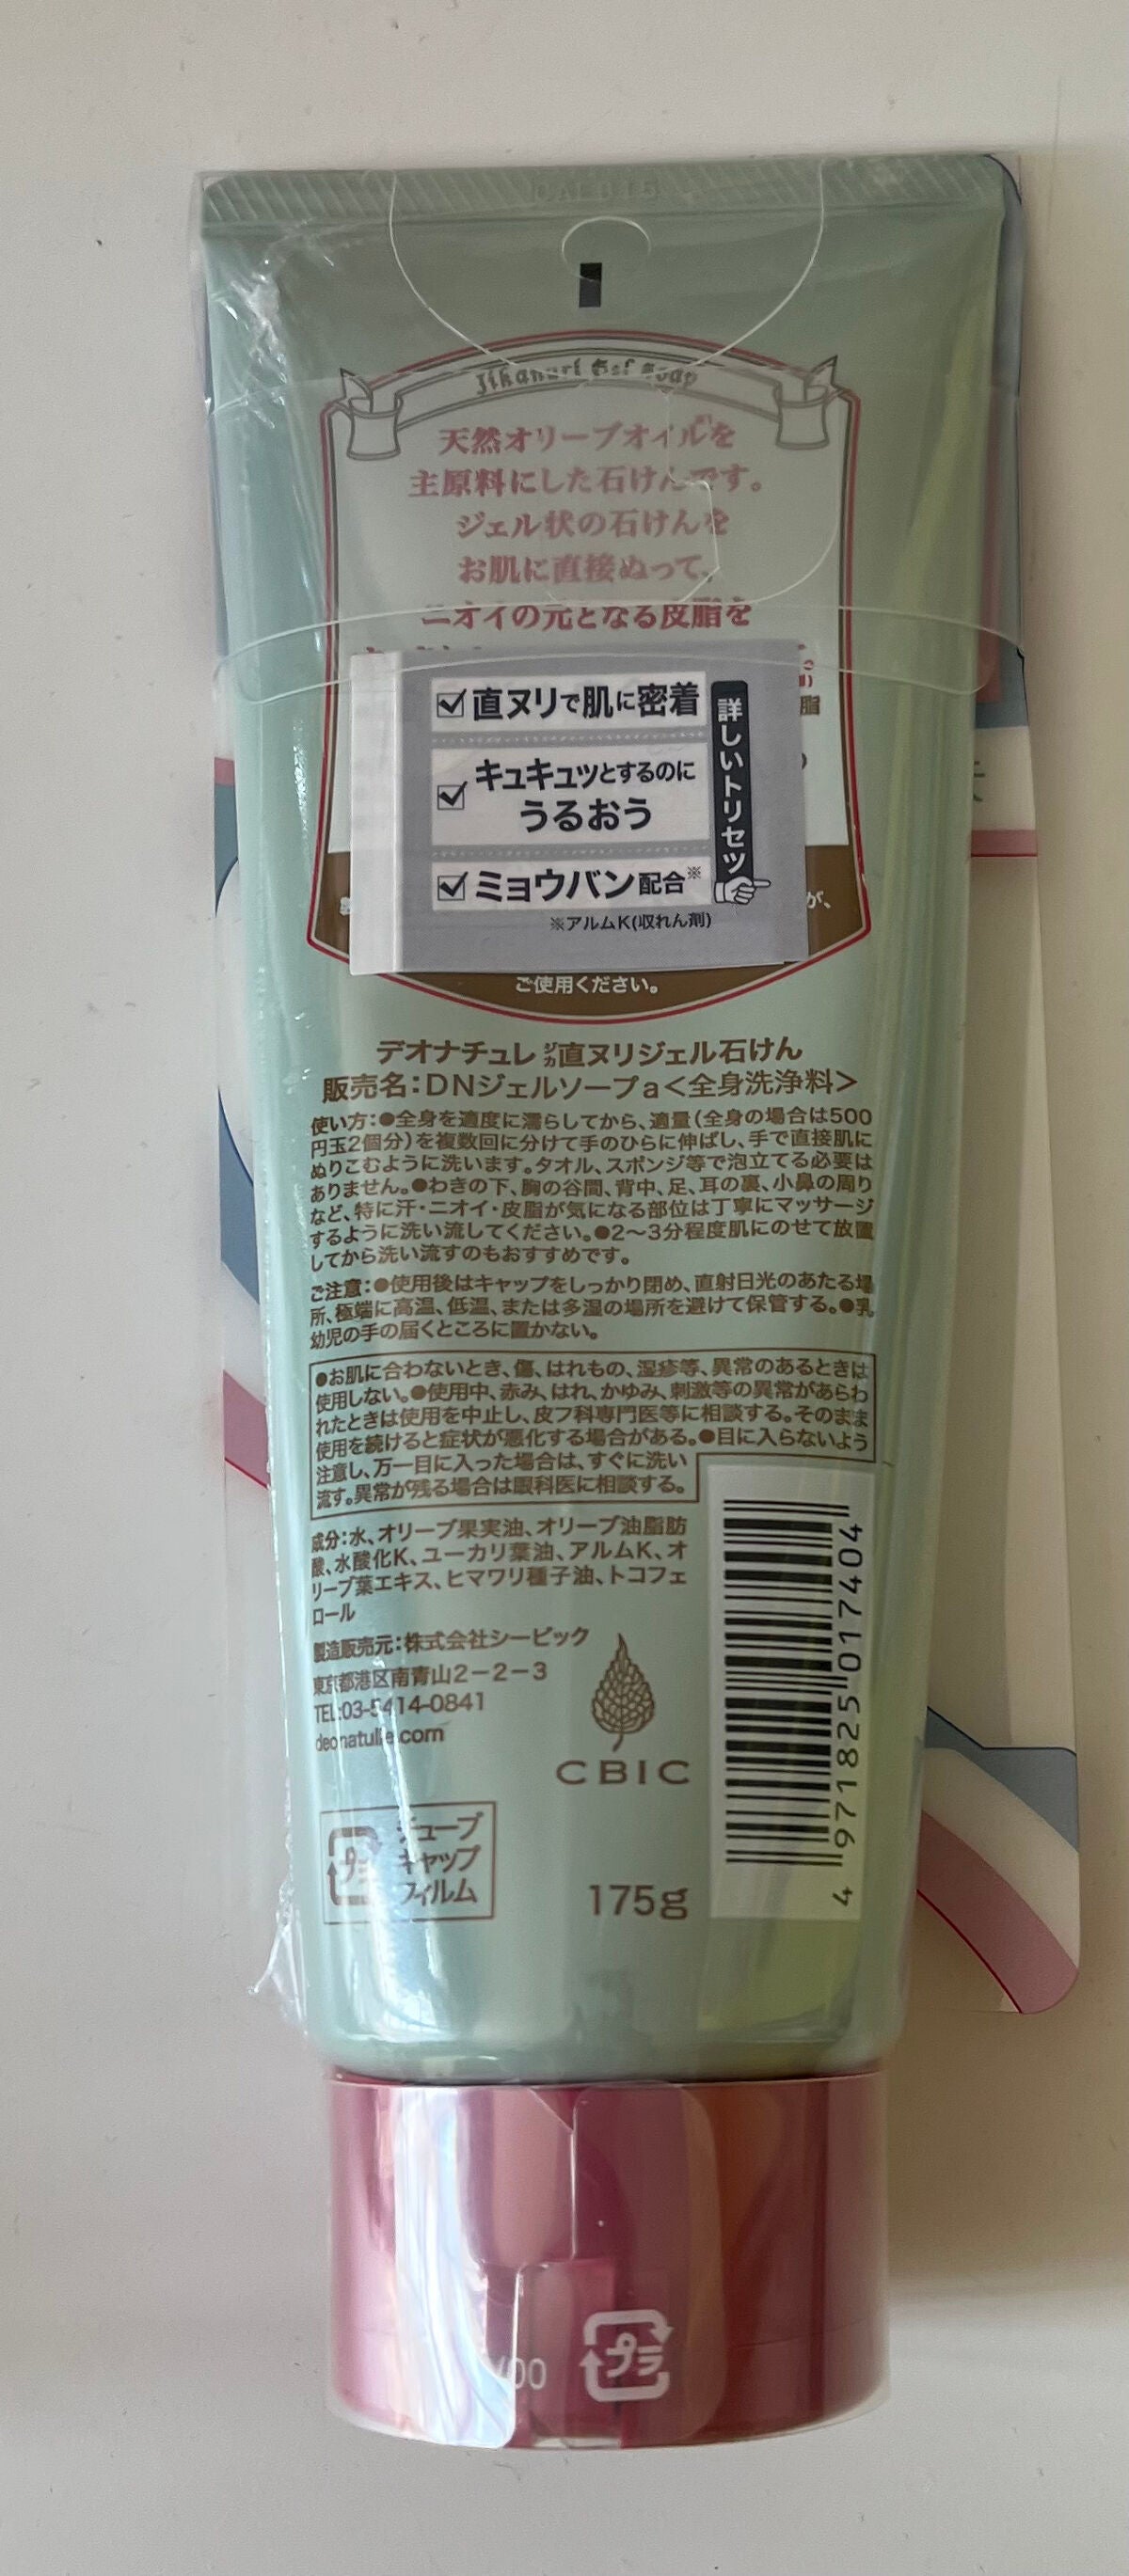 Jikanuri Gel Soap
天然オリーブオイルを
主原料にした石けんです。
ジェル状の石けんを
お肌に直接ぬって、
ニオイの元となる皮脂を
直ヌリで肌に密着
キュキュッとするのに
うるおう
ミョウバン配合※
※アルムK(収れん剤)
詳しいトリセツ
脂
が、
ご使用ください。
デオナチュレ ジカ直ヌリジェル石けん
販売名:DNジェルソープa<全身洗浄料>
使い方:●全身を適度に濡らしてから、適量(全身の場合は500
円玉2個分)を複数回に分けて手のひらに伸ばし、手で直接肌に
ぬりこむように洗います。タオル、スポンジ等で泡立てる必要は
ありません。●わきの下、胸の谷間、背中、足、耳の裏、小鼻の周り
など、特に汗・ニオイ・皮脂が気になる部位は丁寧にマッサージ
するように洗い流してください。●2〜3分程度肌にのせて放置
してから洗い流すのもおすすめです。
ご注意:●使用後はキャップをしっかり閉め、直射日光のあたる場
所、極端に高温、低温、または多湿の場所を避けて保管する。●乳
幼児の手の届くところに置かない。
●お肌に合わないとき、傷、はれもの、湿疹等、異常のあるときは
使用しない。●使用中、赤み、はれ、かゆみ、刺激等の異常があらわ
れたときは使用を中止し、皮フ科専門医等に相談する。そのまま
使用を続けると症状が悪化する場合がある。●目に入らないよう
注意し、万一目に入った場合は、すぐに洗い
流す。異常が残る場合は眼科医に相談する。
成分:水、オリーブ果実油、オリーブ油脂肪
酸、水酸化K、ユーカリ葉油、アルムK、オ
リーブ葉エキス、ヒマワリ種子油、トコフェ
ロール
製造販売元:株式会社シービック
東京都港区南青山2-2-3
TEL:03-5414-0841
deonatulle.com
CBIC
プラ
チューブ
キャップ
フィルム
175g
4 971825 017404
プラ